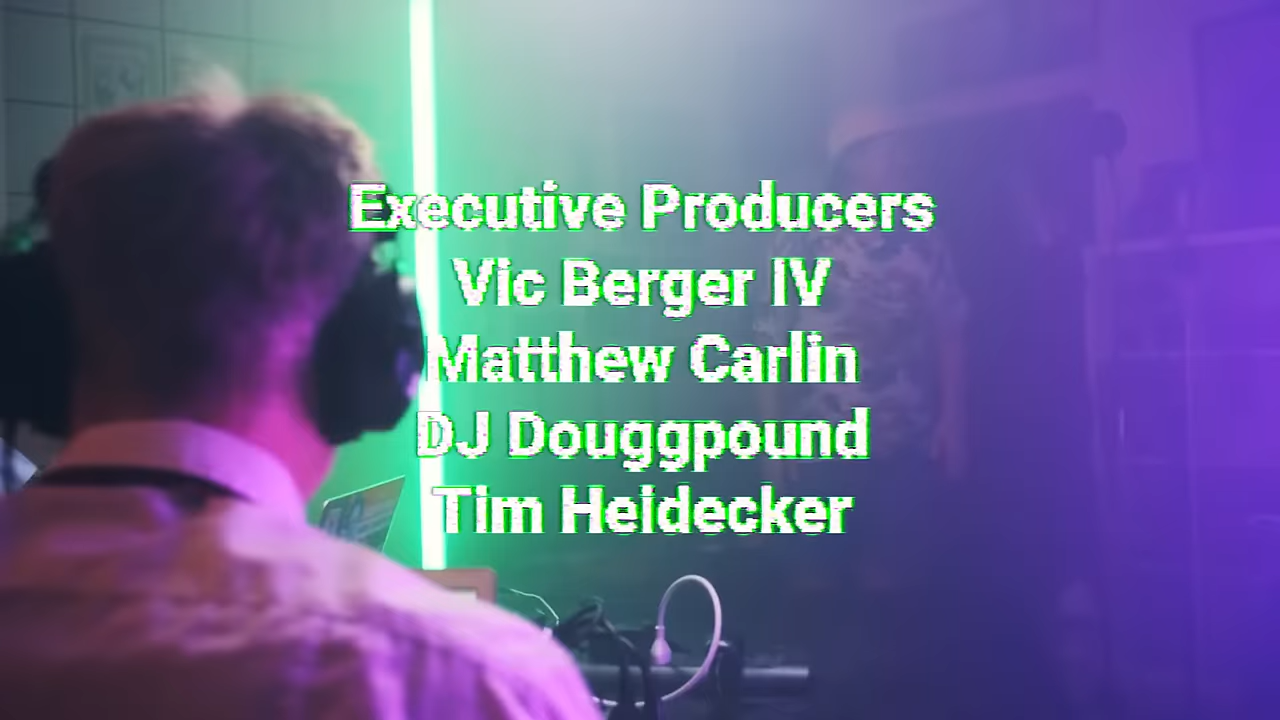 Executive Producers
Vic Berger IV
Matthew Carlin
DJ Douggpound
Tim Heidecker